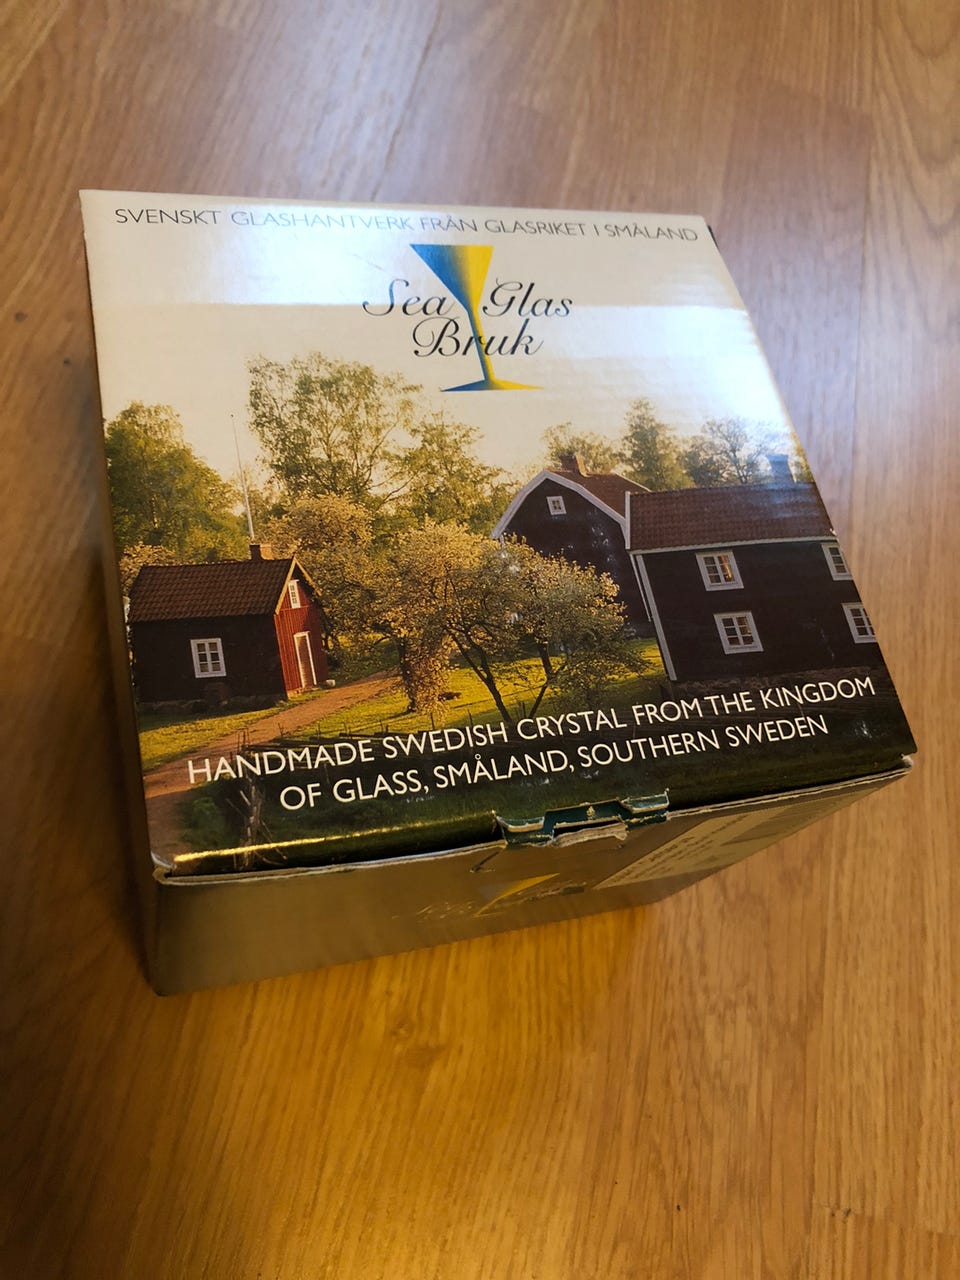 SVENSKT GLASHANTVERK FRÅN GLASRIKET I SMÅLAND
Sea Glas
Bruk
HANDMADE SWEDISH CRYSTAL FROM THE KINGDOM
OF GLASS, SMÅLAND, SOUTHERN SWEDEN